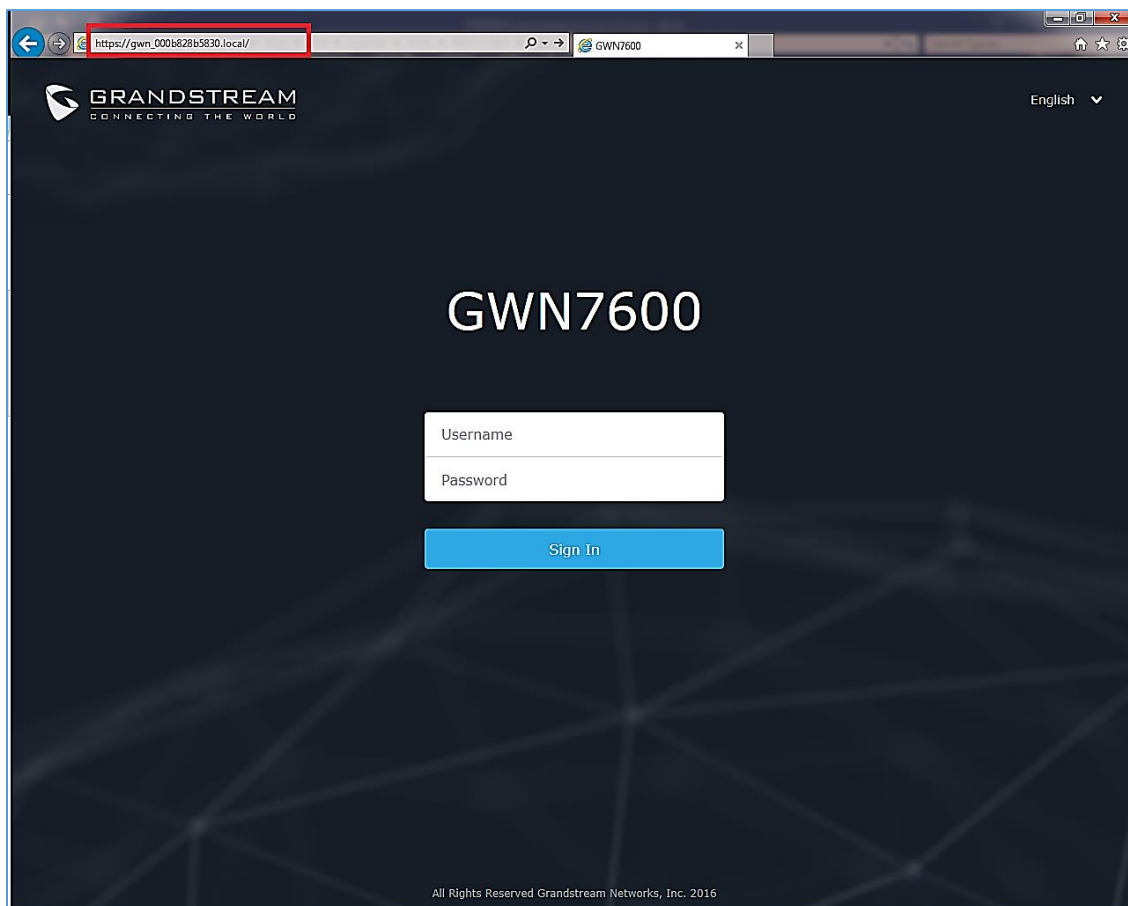 https://gwn_000b828b5830.local/
GWN7600
GRANDSTREAM
CONNECTING THE WORLD
English
GWN7600
Username
Password
Sign In
All Rights Reserved Grandstream Networks, Inc. 2016